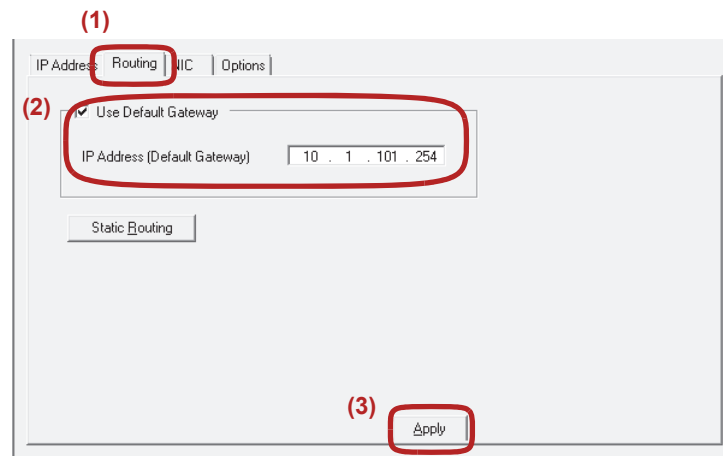 (1)
IP Address Routing NIC Options
(2) Use Default Gateway
IP Address (Default Gateway) 10 . 1 . 101 . 254
Static Routing
(3)
Apply